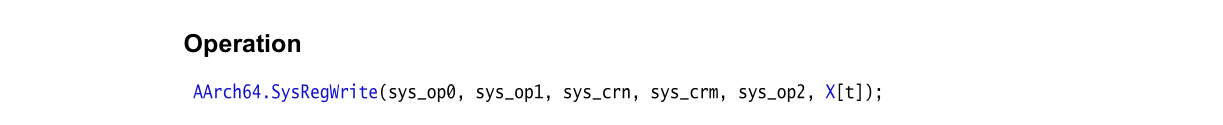 Operation
AArch64.SysRegWrite(sys_op0, sys_op1, sys_crn, sys_crm, sys_op2, X[t]);